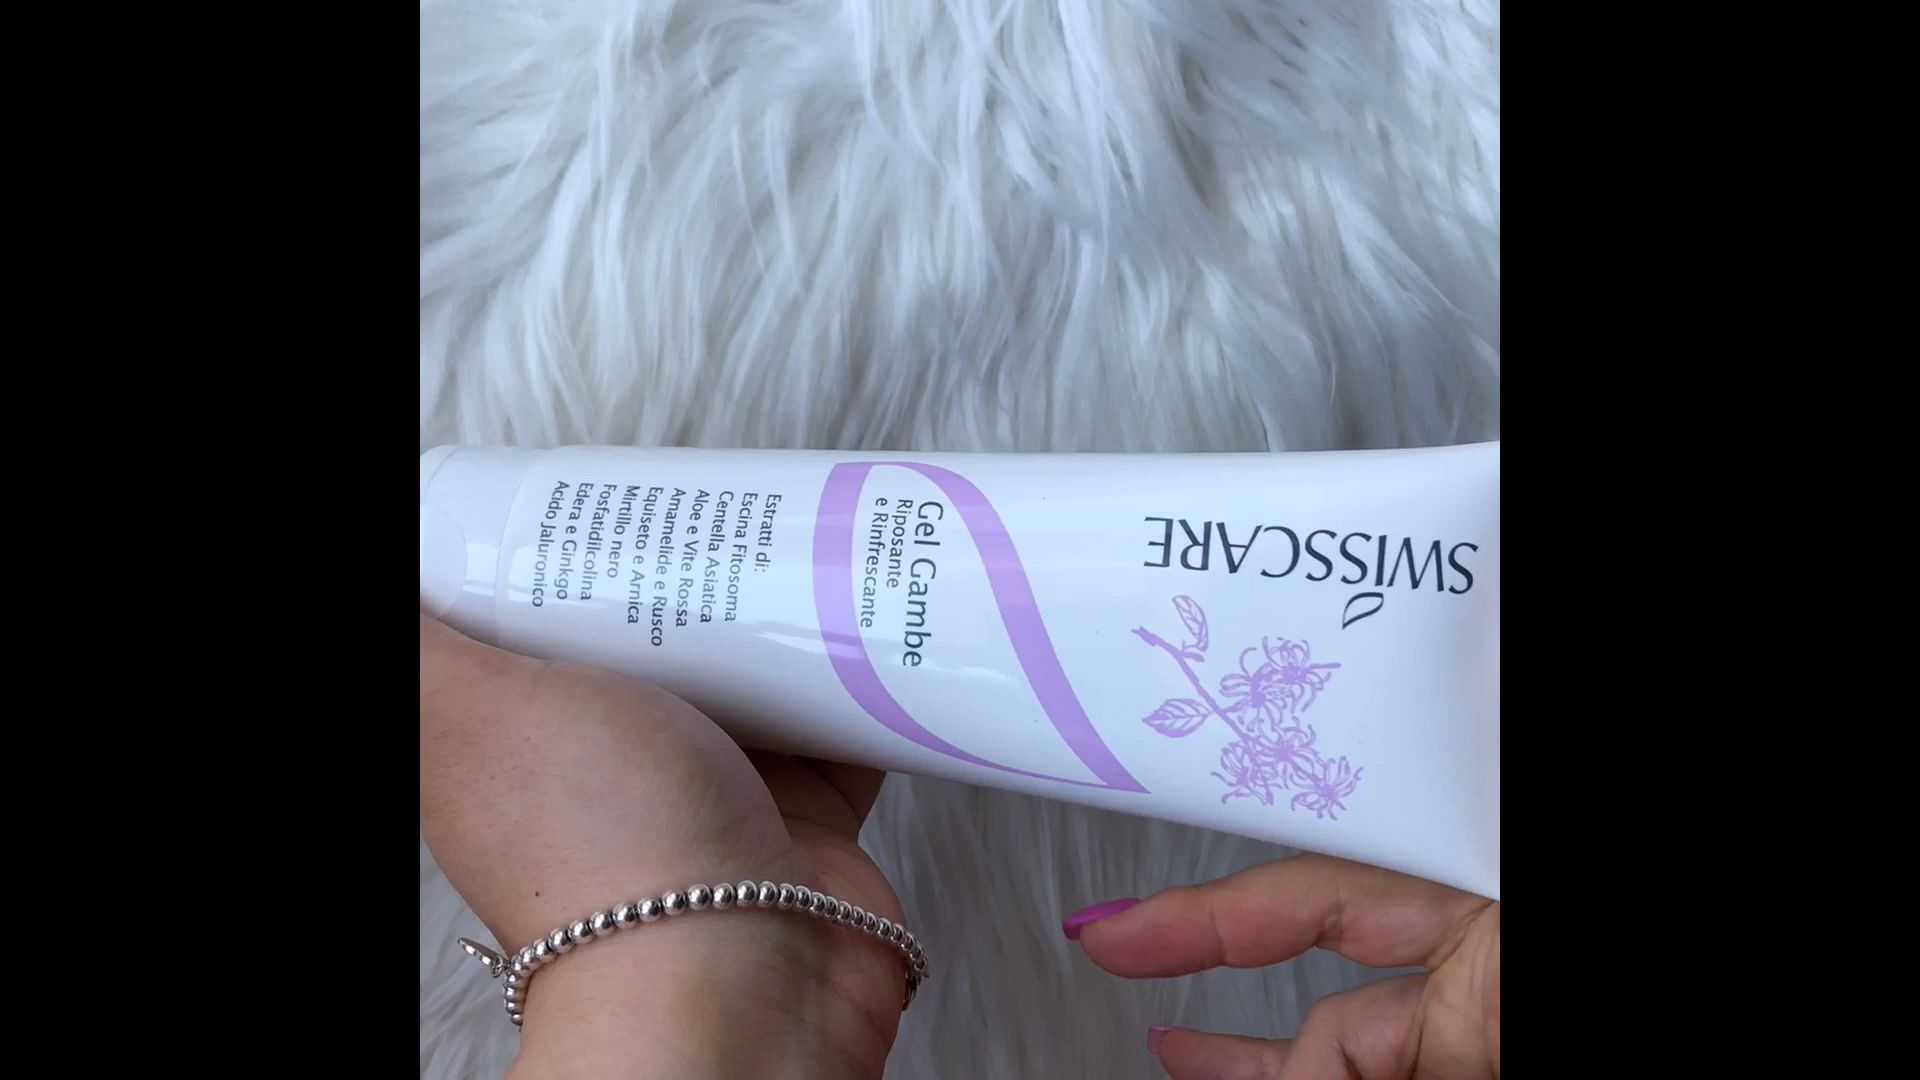 SWISSCARE
Gel Gambe
Riposante
e Rinfrescante
Estratti di:
Escina Fitosoma
Centella Asiatica
Aloe e Vite Rossa
Amamelide e Rusco
Equiseto e Arnica
Mirtillo nero
Fosfatidilcolina
Edera e Ginkgo
Acido Jaluronico